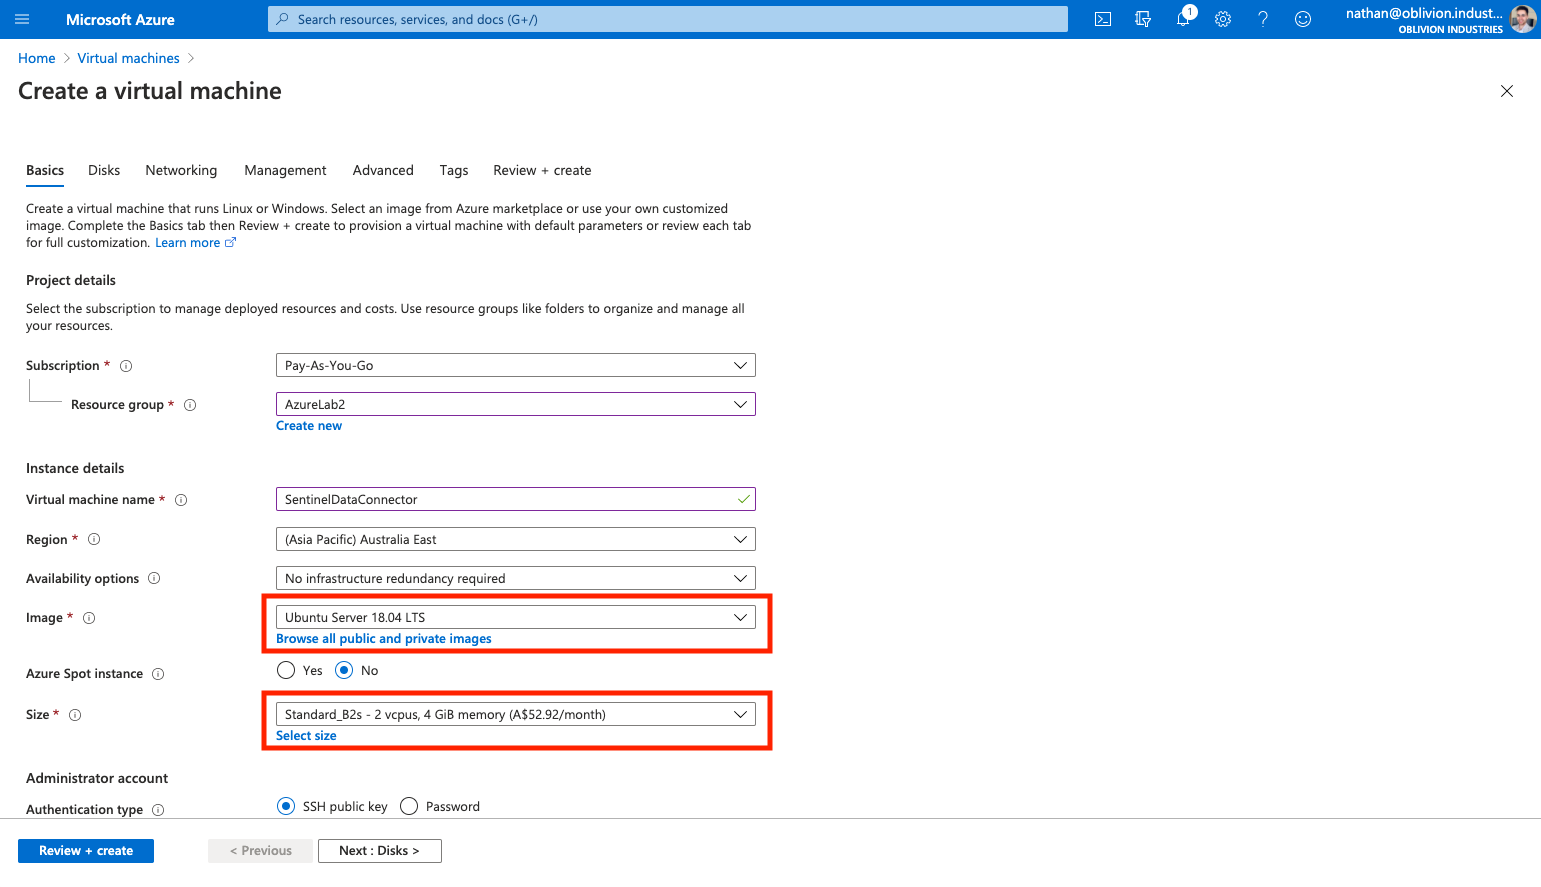 Microsoft Azure
Search resources, services, and docs (G+/)
1
nathan@oblivion.indust...
OBLIVION INDUSTRIES
Home > Virtual machines >
Create a virtual machine
Basics Disks Networking Management Advanced Tags Review + create
Create a virtual machine that runs Linux or Windows. Select an image from Azure marketplace or use your own customized
image. Complete the Basics tab then Review + create to provision a virtual machine with default parameters or review each tab
for full customization. Learn more
Project details
Select the subscription to manage deployed resources and costs. Use resource groups like folders to organize and manage all
your resources.
Subscription * Pay-As-You-Go
Resource group * AzureLab2
Create new
Instance details
Virtual machine name * SentinelDataConnector
Region * (Asia Pacific) Australia East
Availability options No infrastructure redundancy required
Image * Ubuntu Server 18.04 LTS
Browse all public and private images
Azure Spot instance Yes No
Size * Standard_B2s - 2 vcpus, 4 GiB memory (A$52.92/month)
Select size
Administrator account
Authentication type SSH public key Password
Review + create < Previous Next : Disks >